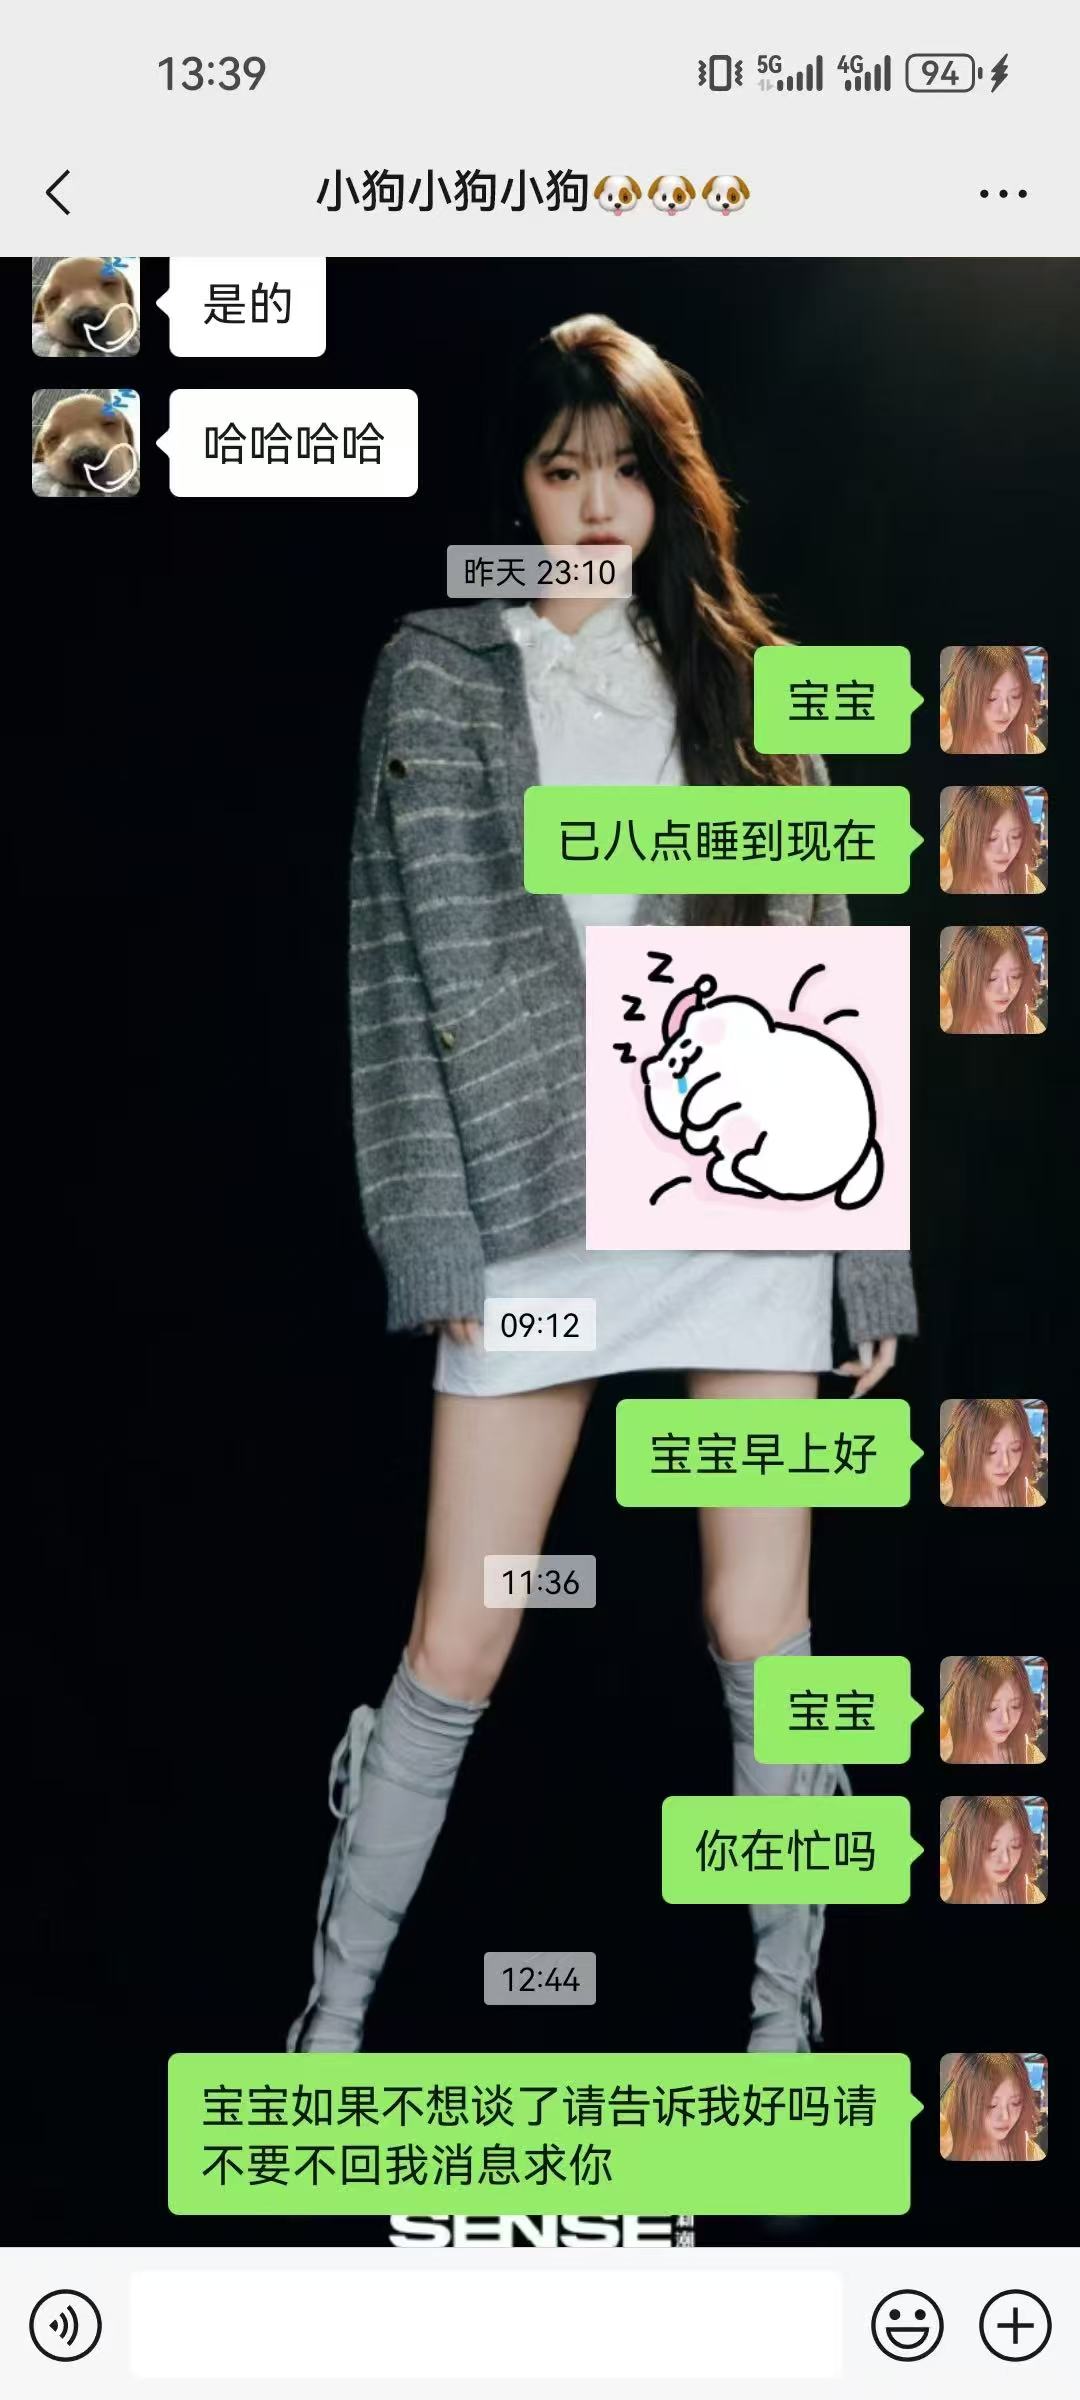 13:39
5G
4G
94
小狗小狗小狗🐶🐶🐶
是的
哈哈哈哈
昨天 23:10
宝宝
已八点睡到现在
z
z
z
09:12
宝宝早上好
11:36
宝宝
你在忙吗
12:44
宝宝如果不想谈了请告诉我好吗请
不要不回我消息求你
SENSE